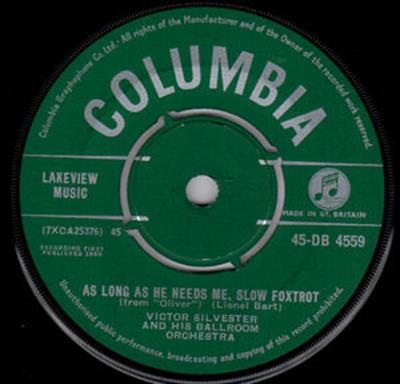 Columbia Graphophone Co. Ltd. - All rights of the Manufacturer and of the Owner of the recorded work reserved
COLUMBIA
LAKEVIEW
MUSIC
MADE IN GT. BRITAIN
(7XCA25376) 45
45-DB 4559
RECORDING FIRST
PUBLISHED 1960
AS LONG AS HE NEEDS ME. SLOW FOXTROT
(from "Oliver") (Lionel Bart)
VICTOR SILVESTER
AND HIS BALLROOM
ORCHESTRA
Unauthorised public performance, broadcasting and copying of this record prohibited.